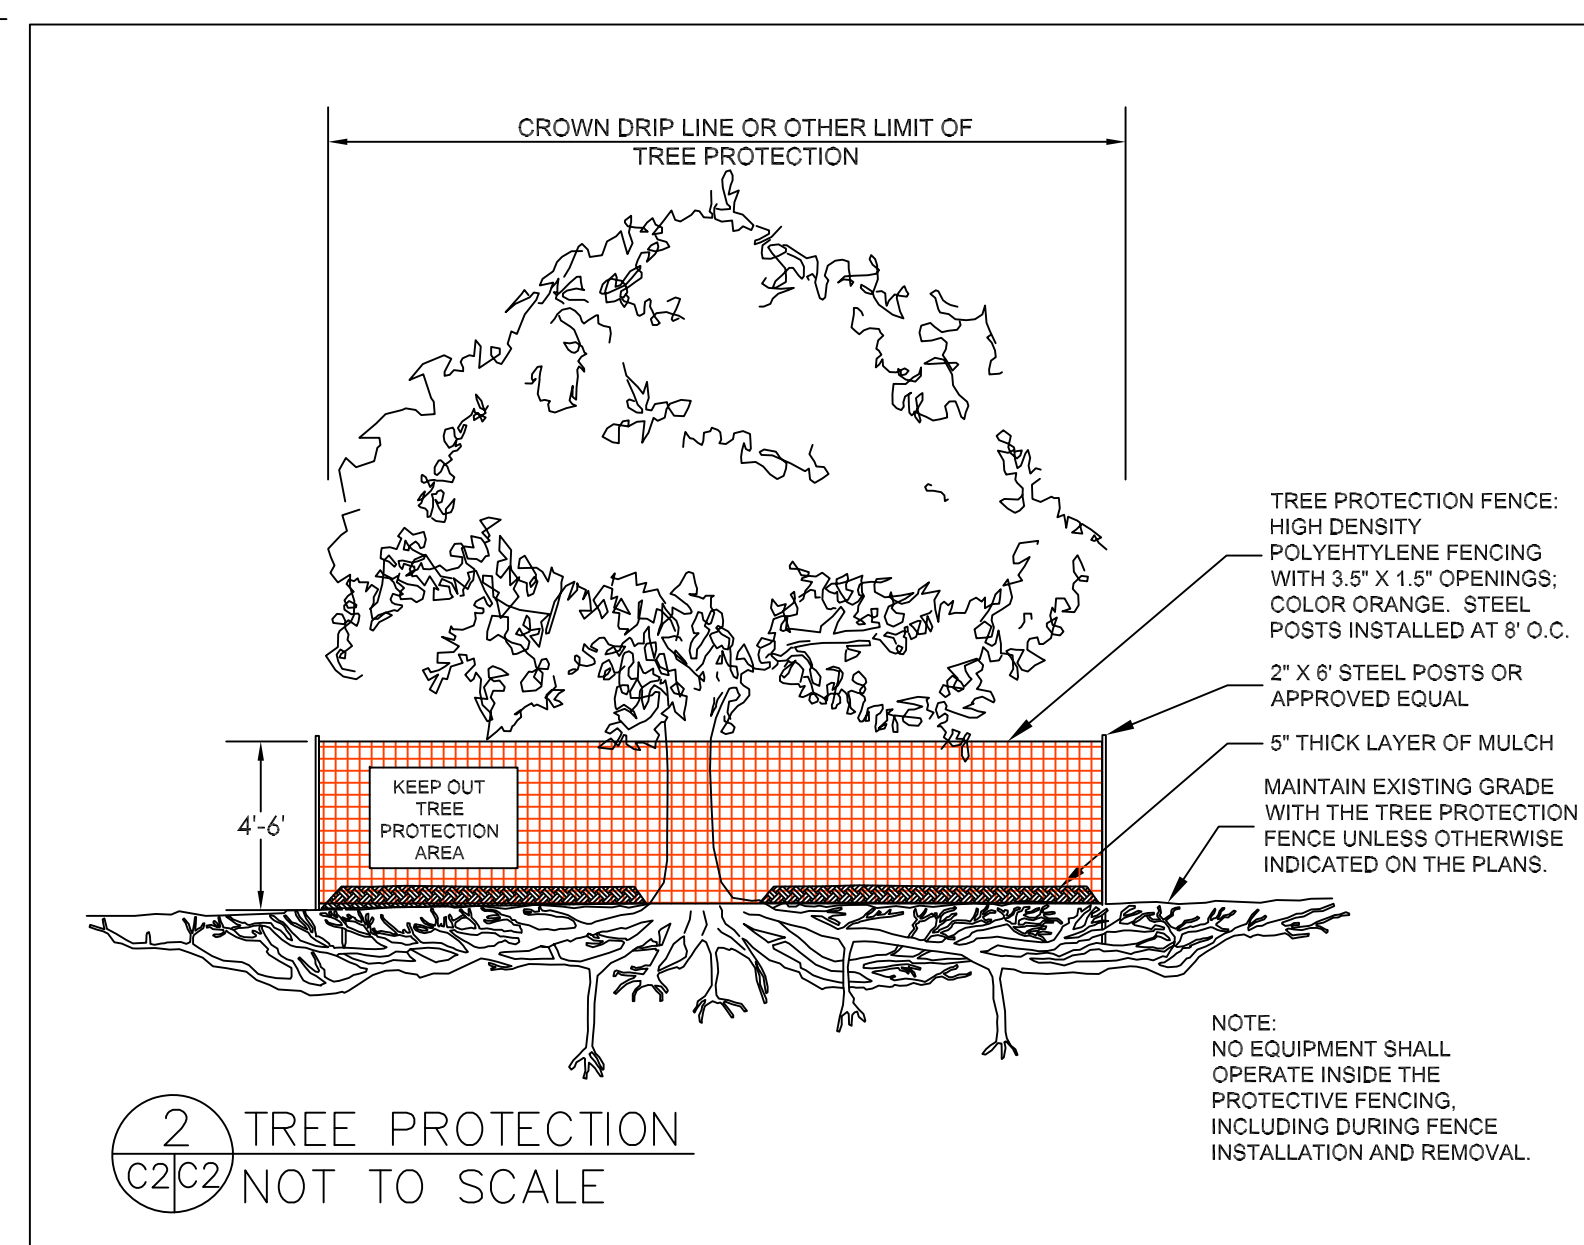 CROWN DRIP LINE OR OTHER LIMIT OF
TREE PROTECTION
TREE PROTECTION FENCE:
HIGH DENSITY
POLYEHTYLENE FENCING
WITH 3.5" X 1.5" OPENINGS;
COLOR ORANGE. STEEL
POSTS INSTALLED AT 8' O.C.
2" X 6' STEEL POSTS OR
APPROVED EQUAL
5" THICK LAYER OF MULCH
MAINTAIN EXISTING GRADE
WITH THE TREE PROTECTION
FENCE UNLESS OTHERWISE
INDICATED ON THE PLANS.
KEEP OUT
TREE
PROTECTION
AREA
4'-6'
NOTE:
NO EQUIPMENT SHALL
OPERATE INSIDE THE
PROTECTIVE FENCING,
INCLUDING DURING FENCE
INSTALLATION AND REMOVAL.
2 TREE PROTECTION
C2 C2 NOT TO SCALE